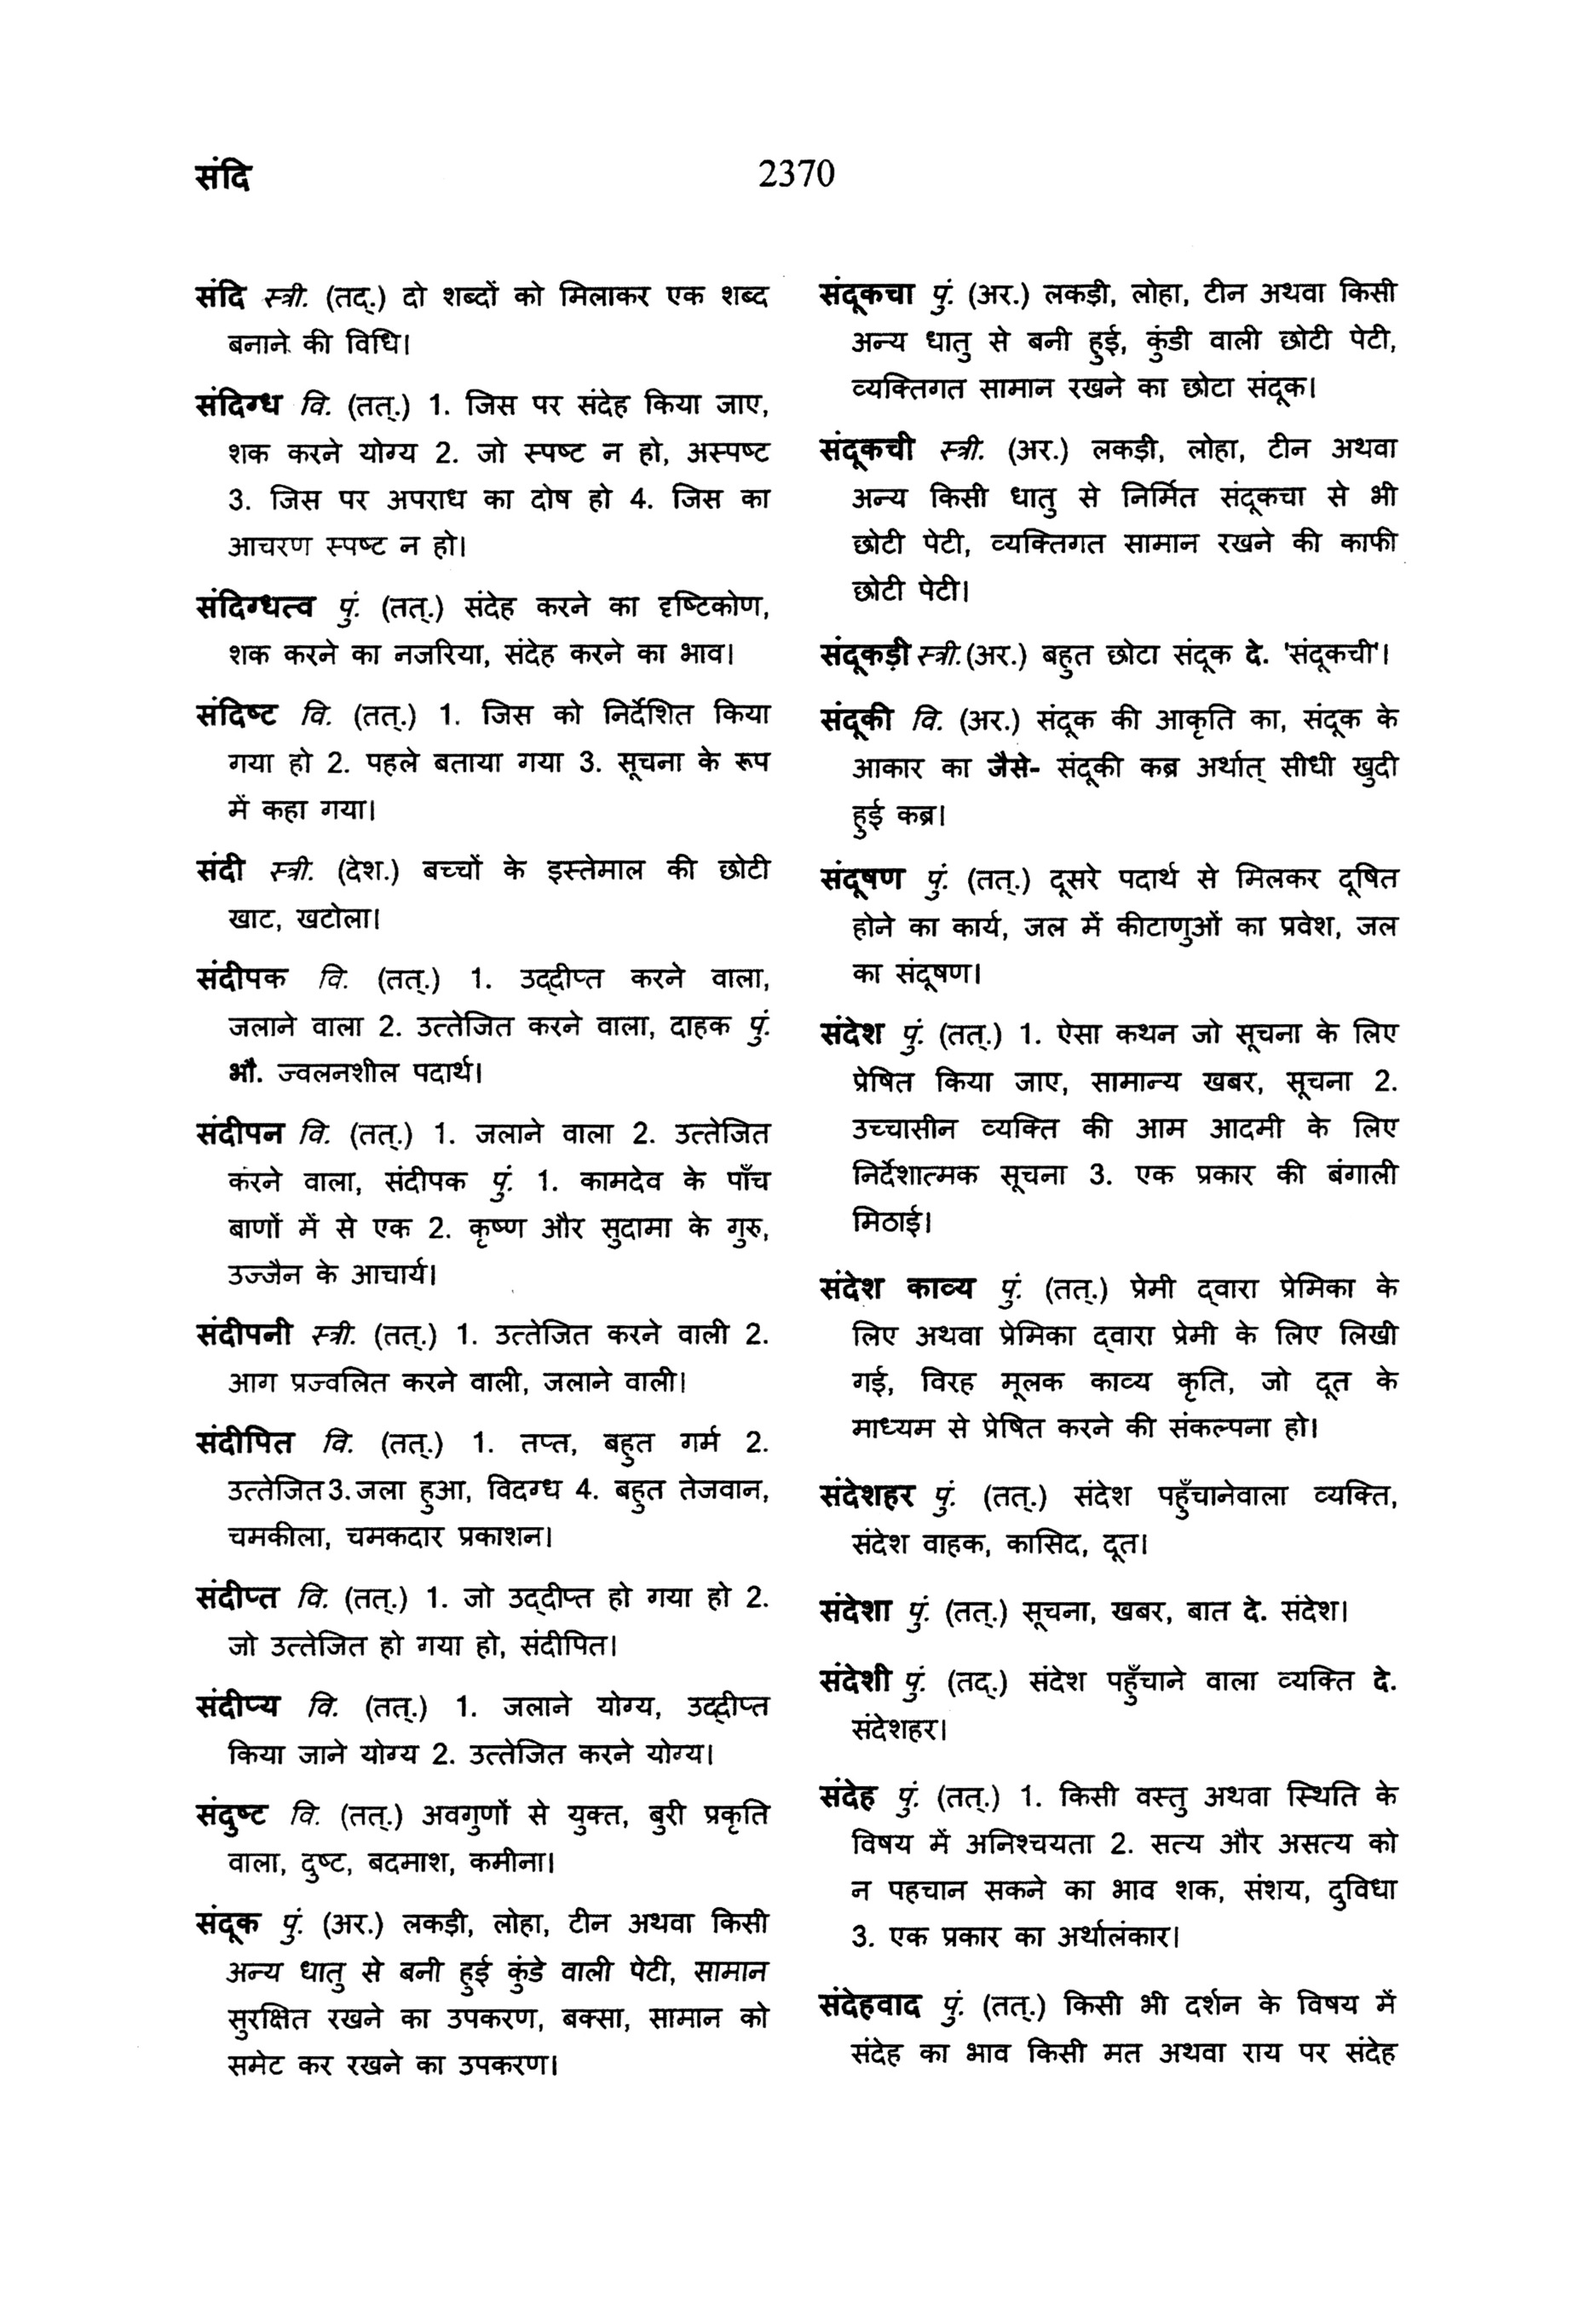 संदि
2370
संदि स्त्री. (तद्.) दो शब्दों को मिलाकर एक शब्द
बनाने की विधि।
संदिग्ध वि. (तत्.) 1. जिस पर संदेह किया जाए,
शक करने योग्य 2. जो स्पष्ट न हो, अस्पष्ट
3. जिस पर अपराध का दोष हो 4. जिस का
आचरण स्पष्ट न हो।
संदिग्धत्व पुं. (तत्.) संदेह करने का दृष्टिकोण,
शक करने का नजरिया, संदेह करने का भाव।
संदिष्ट वि. (तत्.) 1. जिस को निर्देशित किया
गया हो 2. पहले बताया गया 3. सूचना के रूप
में कहा गया।
संदी स्त्री. (देश.) बच्चों के इस्तेमाल की छोटी
खाट, खटोला।
संदीपक वि. (तत्.) 1. उद्‌दीप्त करने वाला,
जलाने वाला 2. उत्तेजित करने वाला, दाहक पुं.
भौ. ज्वलनशील पदार्थ।
संदीपन वि. (तत्.) 1. जलाने वाला 2. उत्तेजित
करने वाला, संदीपक पुं. 1. कामदेव के पाँच
बाणों में से एक 2. कृष्ण और सुदामा के गुरु,
उज्जैन के आचार्य।
संदीपनी स्त्री. (तत्.) 1. उत्तेजित करने वाली 2.
आग प्रज्वलित करने वाली, जलाने वाली।
संदीपित वि. (तत्.) 1. तप्त, बहुत गर्म 2.
उत्तेजित 3. जला हुआ, विदग्ध 4. बहुत तेजवान,
चमकीला, चमकदार प्रकाशन।
संदीप्त वि. (तत्.) 1. जो उद्‌दीप्त हो गया हो 2.
जो उत्तेजित हो गया हो, संदीपित।
संदीप्य वि. (तत्.) 1. जलाने योग्य, उद्‌दीप्त
किया जाने योग्य 2. उत्तेजित करने योग्य।
संदुष्ट वि. (तत्.) अवगुणों से युक्त, बुरी प्रकृति
वाला, दुष्ट, बदमाश, कमीना।
संदूक पुं. (अर.) लकड़ी, लोहा, टीन अथवा किसी
अन्य धातु से बनी हुई कुंडे वाली पेटी, सामान
सुरक्षित रखने का उपकरण, बक्सा, सामान को
समेट कर रखने का उपकरण।
संदूकचा पुं. (अर.) लकड़ी, लोहा, टीन अथवा किसी
अन्य धातु से बनी हुई, कुंडी वाली छोटी पेटी,
व्यक्तिगत सामान रखने का छोटा संदूक।
संदूकची स्त्री. (अर.) लकड़ी, लोहा, टीन अथवा
अन्य किसी धातु से निर्मित संदूकचा से भी
छोटी पेटी, व्यक्तिगत सामान रखने की काफी
छोटी पेटी।
संदूकड़ी स्त्री. (अर.) बहुत छोटा संदूक दे. 'संदूकची'।
संदूकी वि. (अर.) संदूक की आकृति का, संदूक के
आकार का जैसे- संदूकी कब्र अर्थात् सीधी खुदी
हुई कब्र।
संदूषण पुं. (तत्.) दूसरे पदार्थ से मिलकर दूषित
होने का कार्य, जल में कीटाणुओं का प्रवेश, जल
का संदूषण।
संदेश पुं. (तत्.) 1. ऐसा कथन जो सूचना के लिए
प्रेषित किया जाए, सामान्य खबर, सूचना 2.
उच्चासीन व्यक्ति की आम आदमी के लिए
निर्देशात्मक सूचना 3. एक प्रकार की बंगाली
मिठाई।
संदेश काव्य पुं. (तत्.) प्रेमी द्‌वारा प्रेमिका के
लिए अथवा प्रेमिका द्‌वारा प्रेमी के लिए लिखी
गई, विरह मूलक काव्य कृति, जो दूत के
माध्यम से प्रेषित करने की संकल्पना हो।
संदेशहर पुं. (तत्.) संदेश पहुँचानेवाला व्यक्ति,
संदेश वाहक, कासिद, दूत।
संदेशा पुं. (तत्.) सूचना, खबर, बात दे. संदेश।
संदेशी पुं. (तद्.) संदेश पहुँचाने वाला व्यक्ति दे.
संदेशहर।
संदेह पुं. (तत्.) 1. किसी वस्तु अथवा स्थिति के
विषय में अनिश्चयता 2. सत्य और असत्य को
न पहचान सकने का भाव शक, संशय, दुविधा
3. एक प्रकार का अर्थालंकार।
संदेहवाद पुं. (तत्.) किसी भी दर्शन के विषय में
संदेह का भाव किसी मत अथवा राय पर संदेह